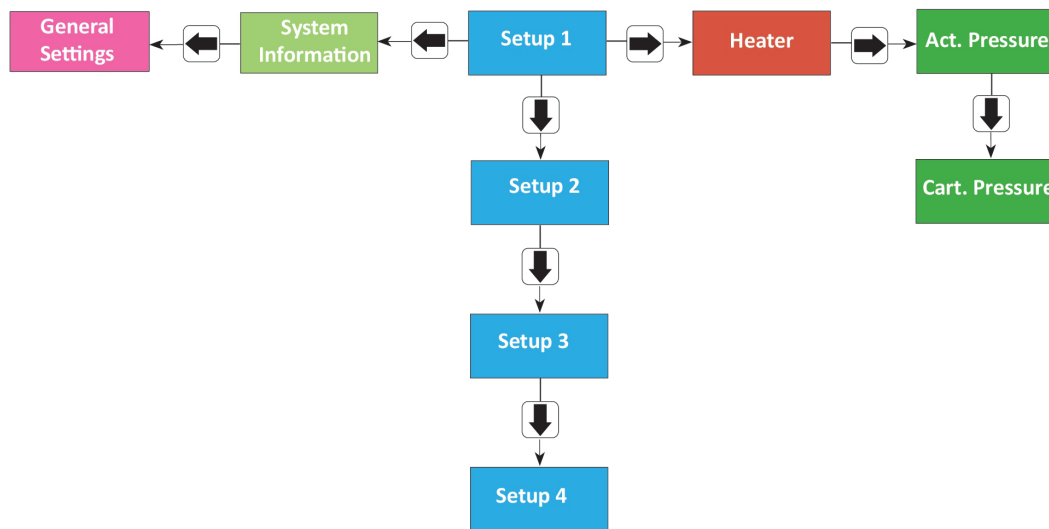 General
Settings
System
Information
Setup 1
Heater
Act. Pressure
Setup 2
Cart. Pressure
Setup 3
Setup 4